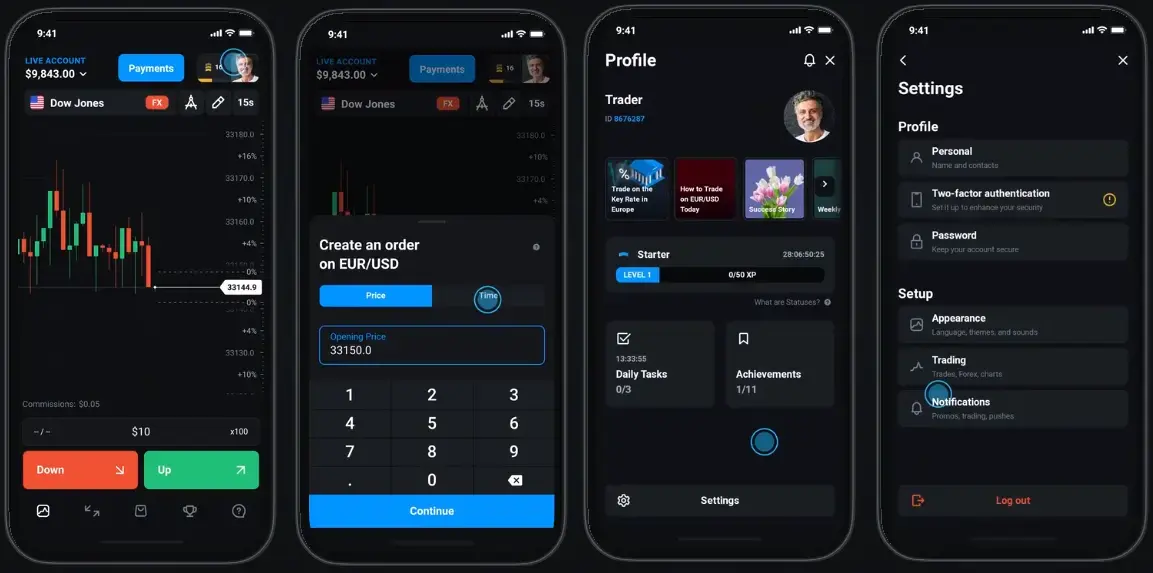 9:41
LIVE ACCOUNT
$9,843.00
Payments
16
Dow Jones
FX
15s
33180.0
+16%
33170.0
+10%
33160.0
+4%
0%
33144.9
0%
+4%
33130.0
+10%
Commissions: $0.05
-/-
$10
x100
Down
Up
9:41
LIVE ACCOUNT
$9,843.00
Payments
16
Dow Jones
FX
15s
33180.0
+10%
33170.0
+4%
Create an order
on EUR/USD
Price
Time
Opening Price
33150.0
1
2
3
4
5
6
7
8
9
.
0
Continue
9:41
Profile
Trader
ID 8676287
%
Trade on the
Key Rate in
Europe
How to Trade
on EUR/USD
Today
Success Story
Weekly
Starter
28:06:50:25
LEVEL 1
0/50 XP
What are Statuses?
13:33:55
Daily Tasks
0/3
Achievements
1/11
Settings
9:41
Settings
Profile
Personal
Name and contacts
Two-factor authentication
Set it up to enhance your security
Password
Keep your account secure
Setup
Appearance
Language, themes, and sounds
Trading
Trades, Forex, charts
Notifications
Promos, trading, pushes
Log out